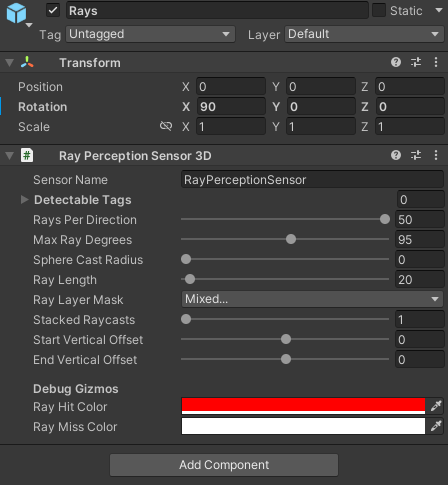 Rays Static
Tag Untagged Layer Default
Transform
Position X 0 Y 0 Z 0
Rotation X 90 Y 0 Z 0
Scale X 1 Y 1 Z 1
# Ray Perception Sensor 3D
Sensor Name RayPerceptionSensor
Detectable Tags 0
Rays Per Direction 50
Max Ray Degrees 95
Sphere Cast Radius 0
Ray Length 20
Ray Layer Mask Mixed...
Stacked Raycasts 1
Start Vertical Offset 0
End Vertical Offset 0
Debug Gizmos
Ray Hit Color
Ray Miss Color
Add Component